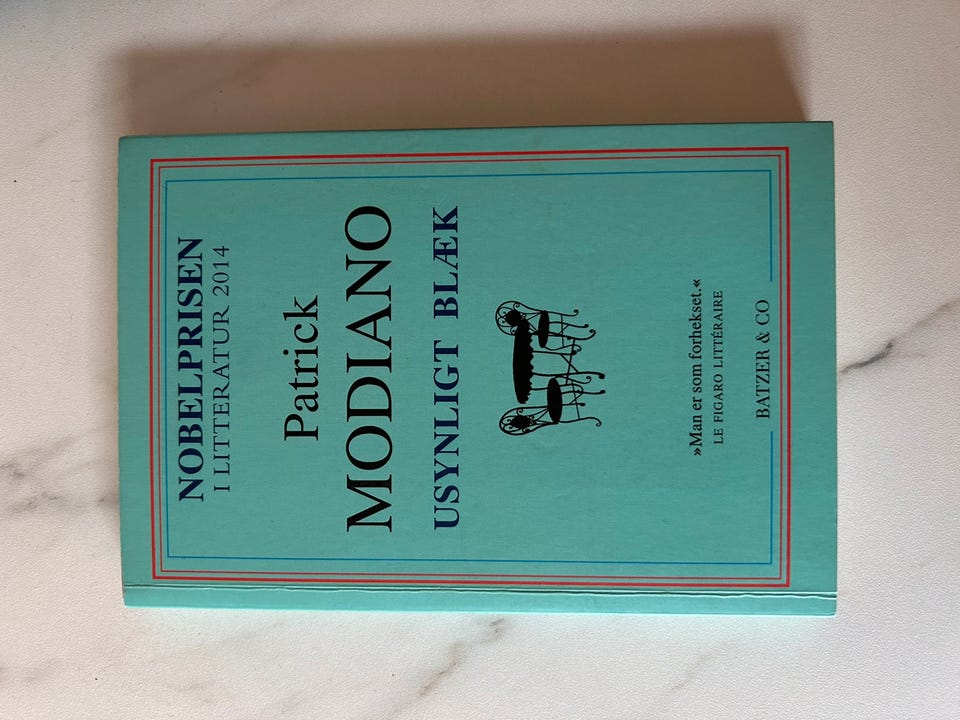 NOBELPRISEN
I LITTERATUR 2014
Patrick
MODIANO
USYNLIGT BLÆK
»Man er som forhekset.«
LE FIGARO LITTÉRAIRE
BATZER & CO